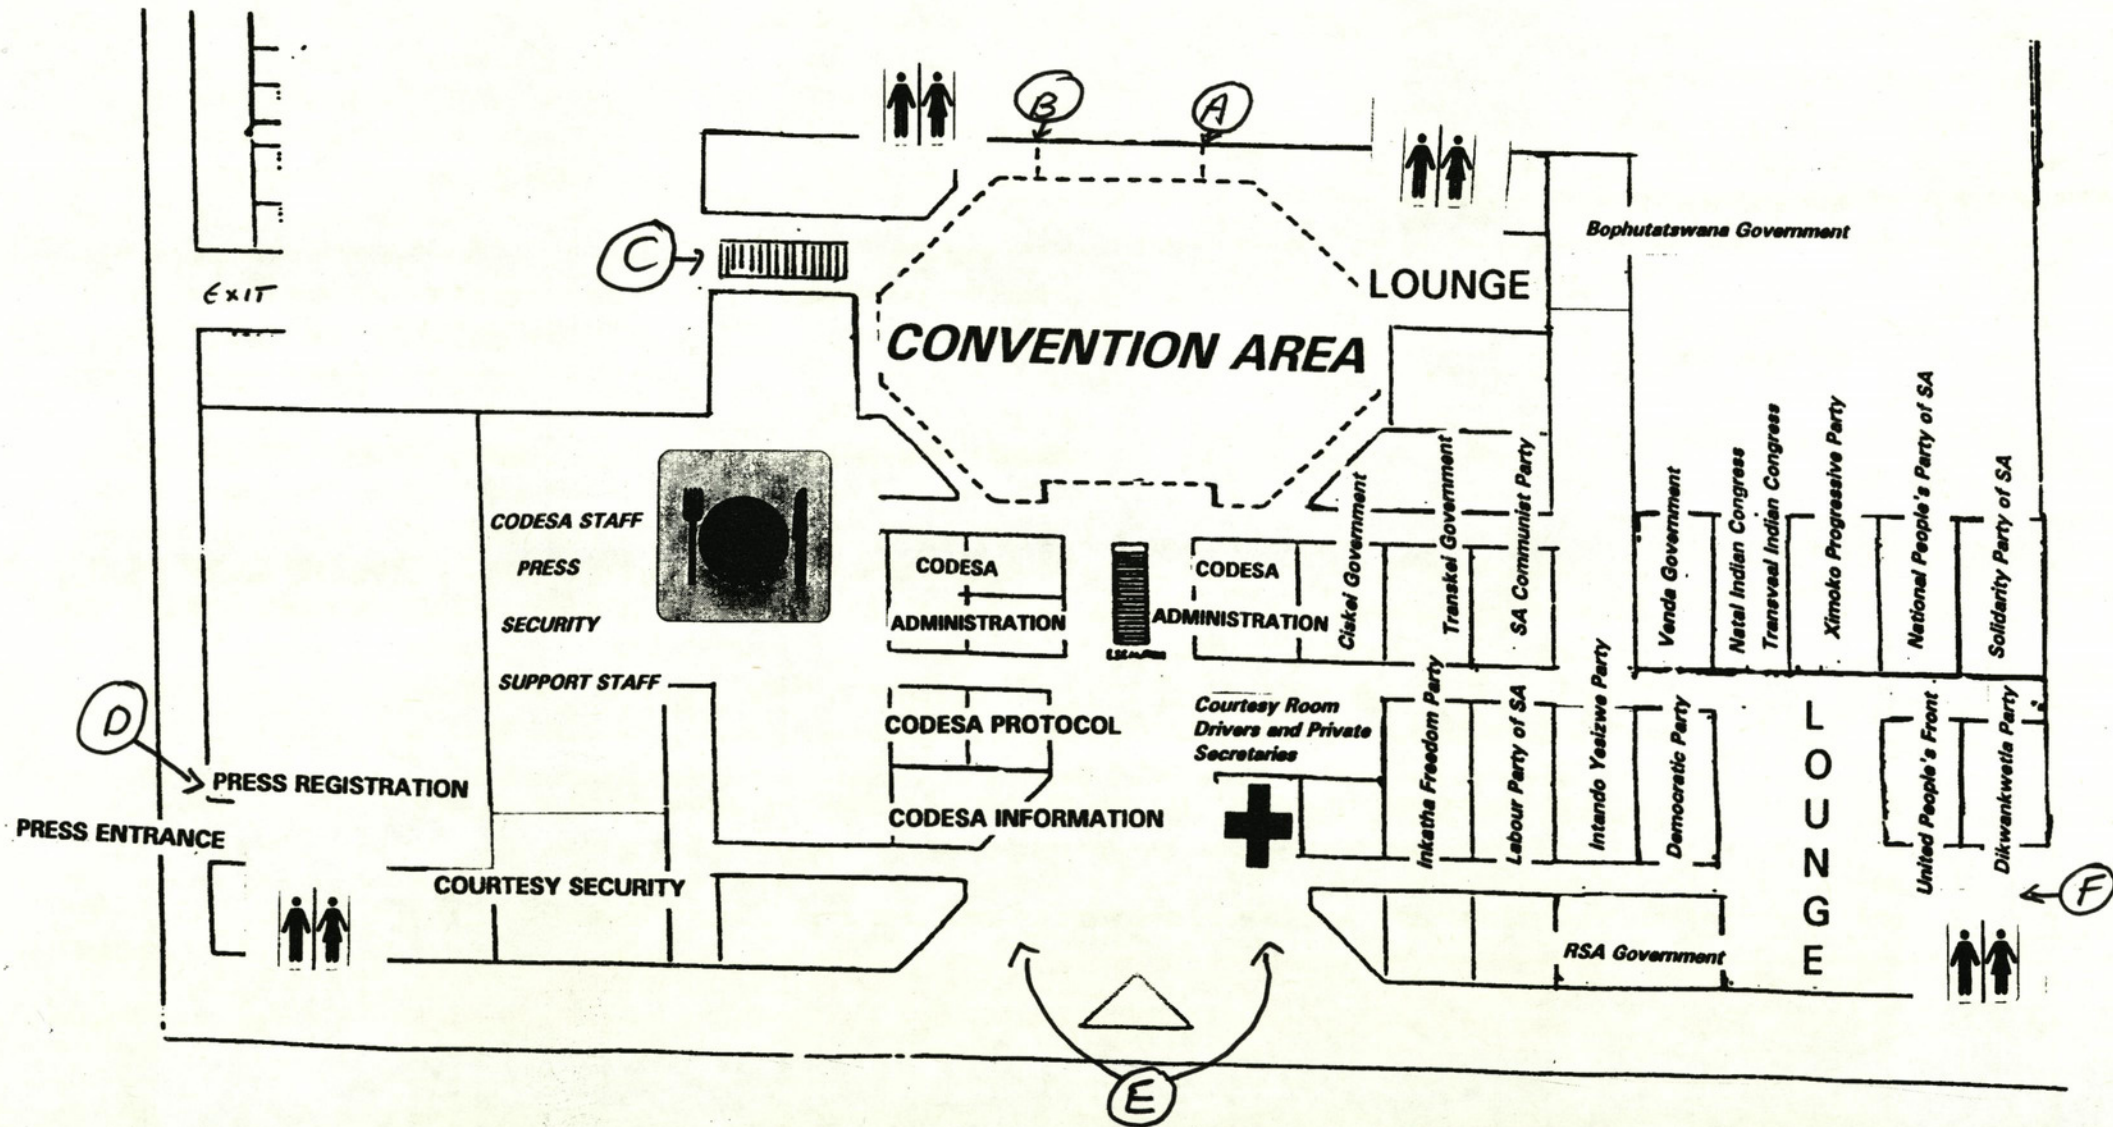 B
A
Bophutatswana Government
C
LOUNGE
EXIT
CONVENTION AREA
CODESA STAFF
PRESS
SECURITY
SUPPORT STAFF
CODESA
ADMINISTRATION
CODESA
ADMINISTRATION
Ciskei Government
Transkei Government
SA Communist Party
Venda Government
Natal Indian Congress
Transvaal Indian Congress
Ximoko Progressive Party
National People's Party of SA
Solidarity Party of SA
CODESA PROTOCOL
CODESA INFORMATION
Courtesy Room
Drivers and Private
Secretaries
Inkatha Freedom Party
Labour Party of SA
Intando Yesizwe Party
Democratic Party
LOUNGE
United People's Front
Dikwankwetla Party
D
PRESS REGISTRATION
PRESS ENTRANCE
COURTESY SECURITY
RSA Government
F
E